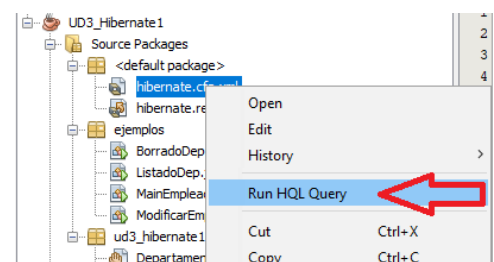 UD3_Hibernate1
Source Packages
<default package>
hibernate.cfg.xml
hibernate.re
ejemplos
BorradoDep
ListadoDep.j
MainEmplead
ModificarEm
ud3_hibernate1
Departamen
Open
Edit
History
Run HQL Query
Cut Ctrl+X
Copy Ctrl+C
1
2
3
4